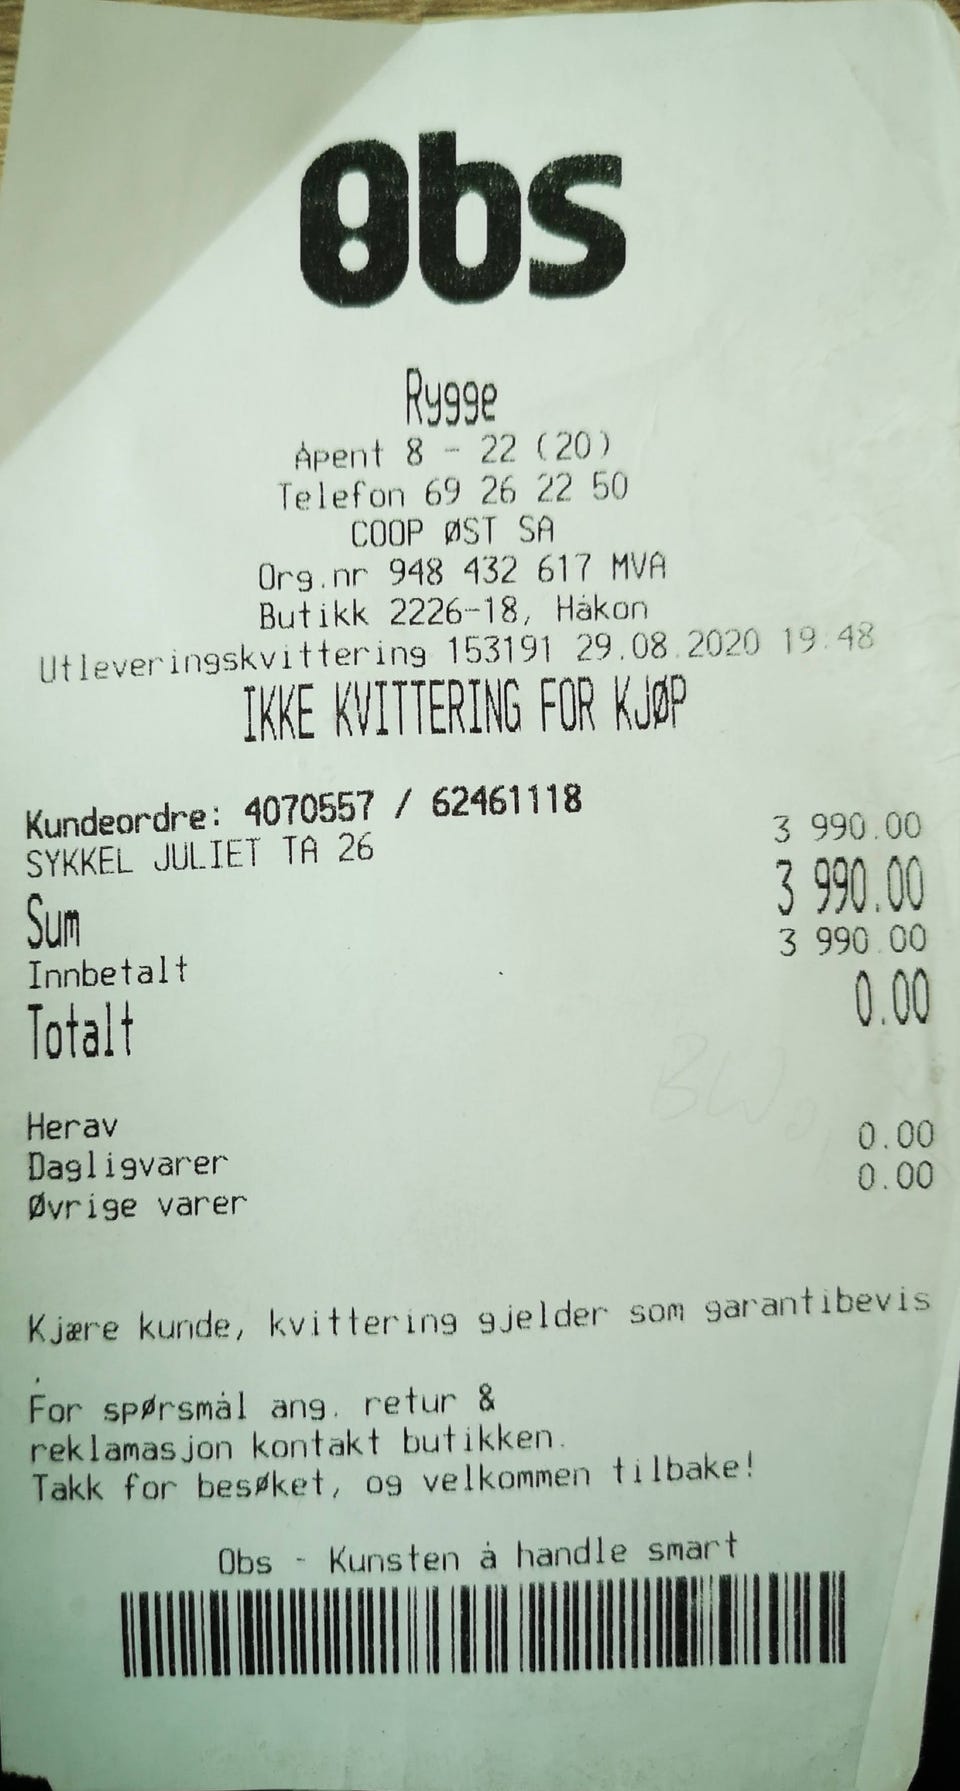 Obs
Rygge
Åpent 8 - 22 (20)
Telefon 69 26 22 50
COOP ØST SA
Org.nr 948 432 617 MVA
Butikk 2226-18, Håkon
Utleveringskvittering 153191 29.08.2020 19:48
IKKE KVITTERING FOR KJØP
Kundeordre: 4070557 / 62461118
SYKKEL JULIET TA 26 3 990.00
Sum 3 990.00
Innbetalt 3 990.00
Totalt 0.00
Herav
Dagligvarer 0.00
Øvrige varer 0.00
Kjære kunde, kvittering gjelder som garantibevis
.
For spørsmål ang. retur &
reklamasjon kontakt butikken.
Takk for besøket, og velkommen tilbake!
Obs - Kunsten å handle smart